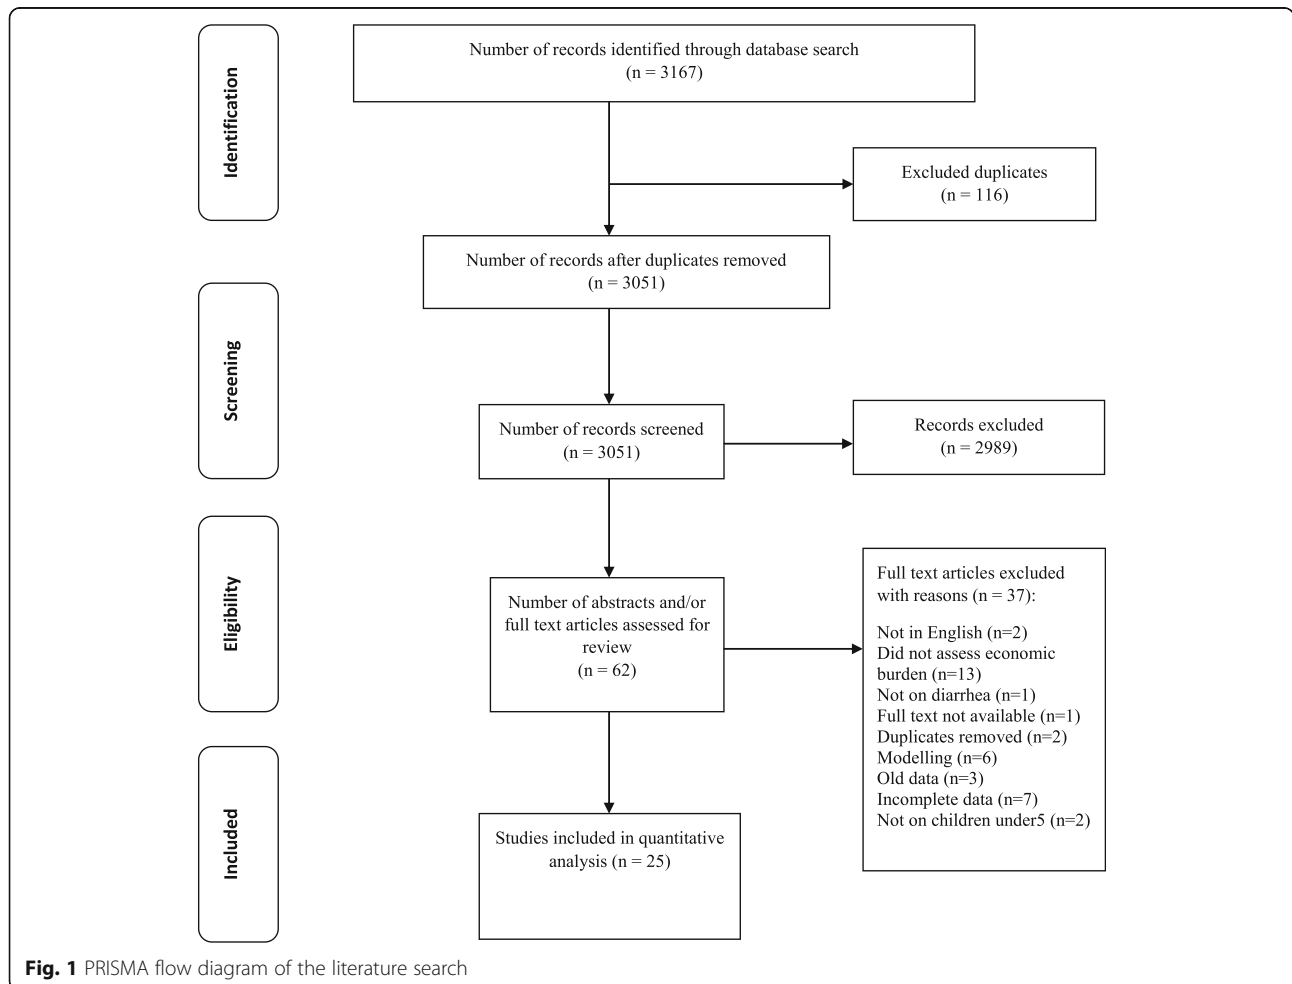 Identification
Number of records identified through database search
(n = 3167)
Excluded duplicates
(n = 116)
Number of records after duplicates removed
(n = 3051)
Screening
Number of records screened
(n = 3051)
Records excluded
(n = 2989)
Eligibility
Number of abstracts and/or
full text articles assessed for
review
(n = 62)
Full text articles excluded
with reasons (n = 37):
Not in English (n=2)
Did not assess economic
burden (n=13)
Not on diarrhea (n=1)
Full text not available (n=1)
Duplicates removed (n=2)
Modelling (n=6)
Old data (n=3)
Incomplete data (n=7)
Not on children under5 (n=2)
Included
Studies included in quantitative
analysis (n = 25)
Fig. 1 PRISMA flow diagram of the literature search